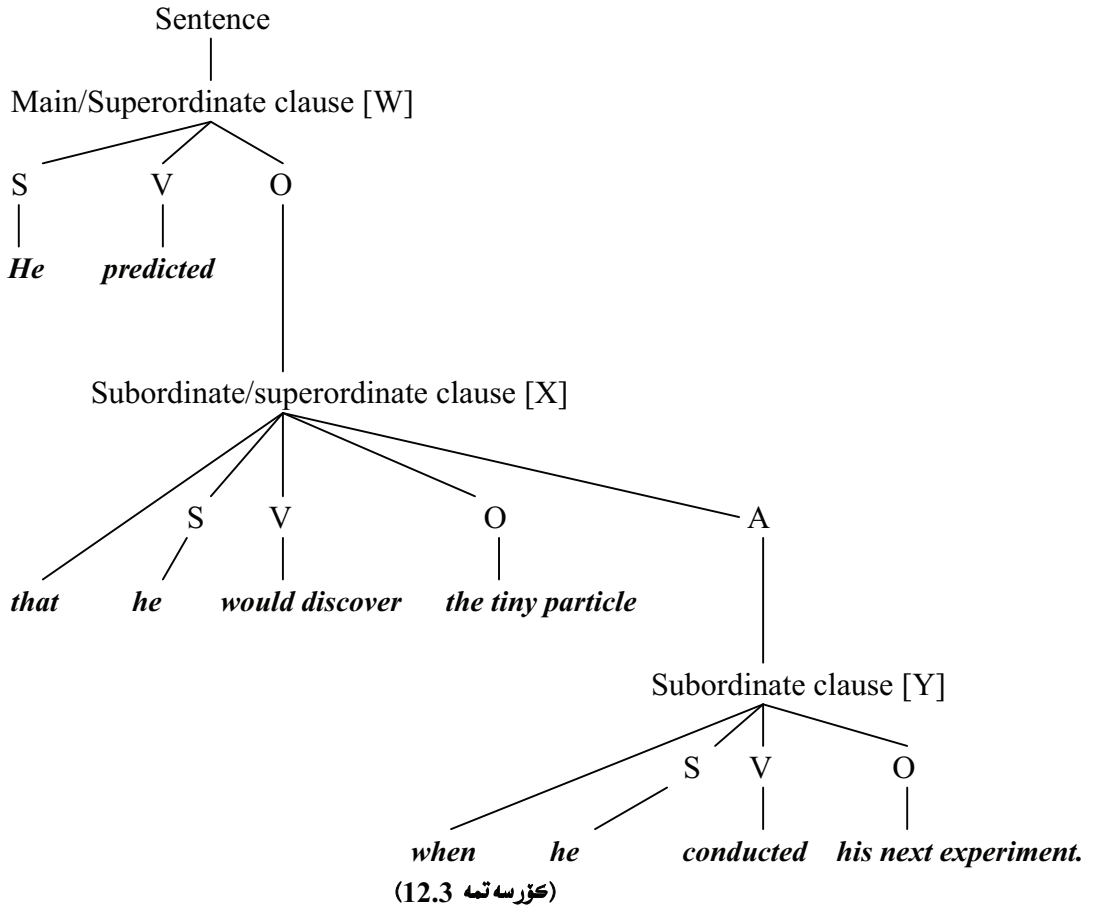 Sentence
Main/Superordinate clause [W]
S V O
He predicted
Subordinate/superordinate clause [X]
S V O A
that he would discover the tiny particle
Subordinate clause [Y]
S V O
when he conducted his next experiment.
(كۆرسەتمە 12.3)